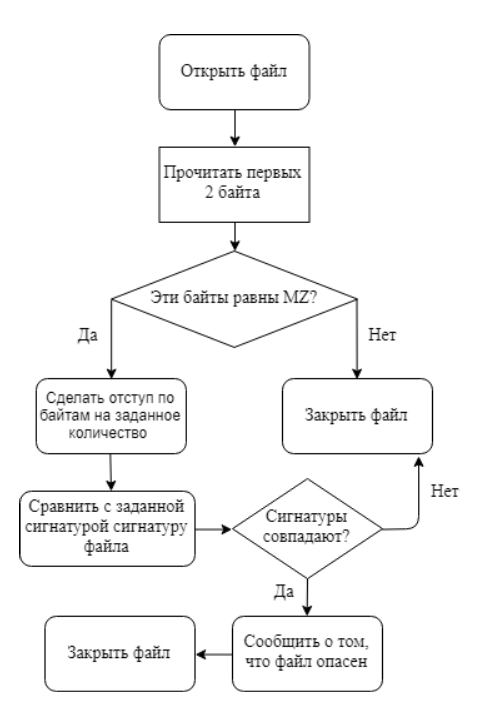 Открыть файл
Прочитать первых
2 байта
Эти байты равны MZ?
Да
Нет
Сделать отступ по
байтам на заданное
количество
Закрыть файл
Сравнить с заданной
сигнатурой сигнатуру
файла
Сигнатуры
совпадают?
Нет
Да
Закрыть файл
Сообщить о том,
что файл опасен